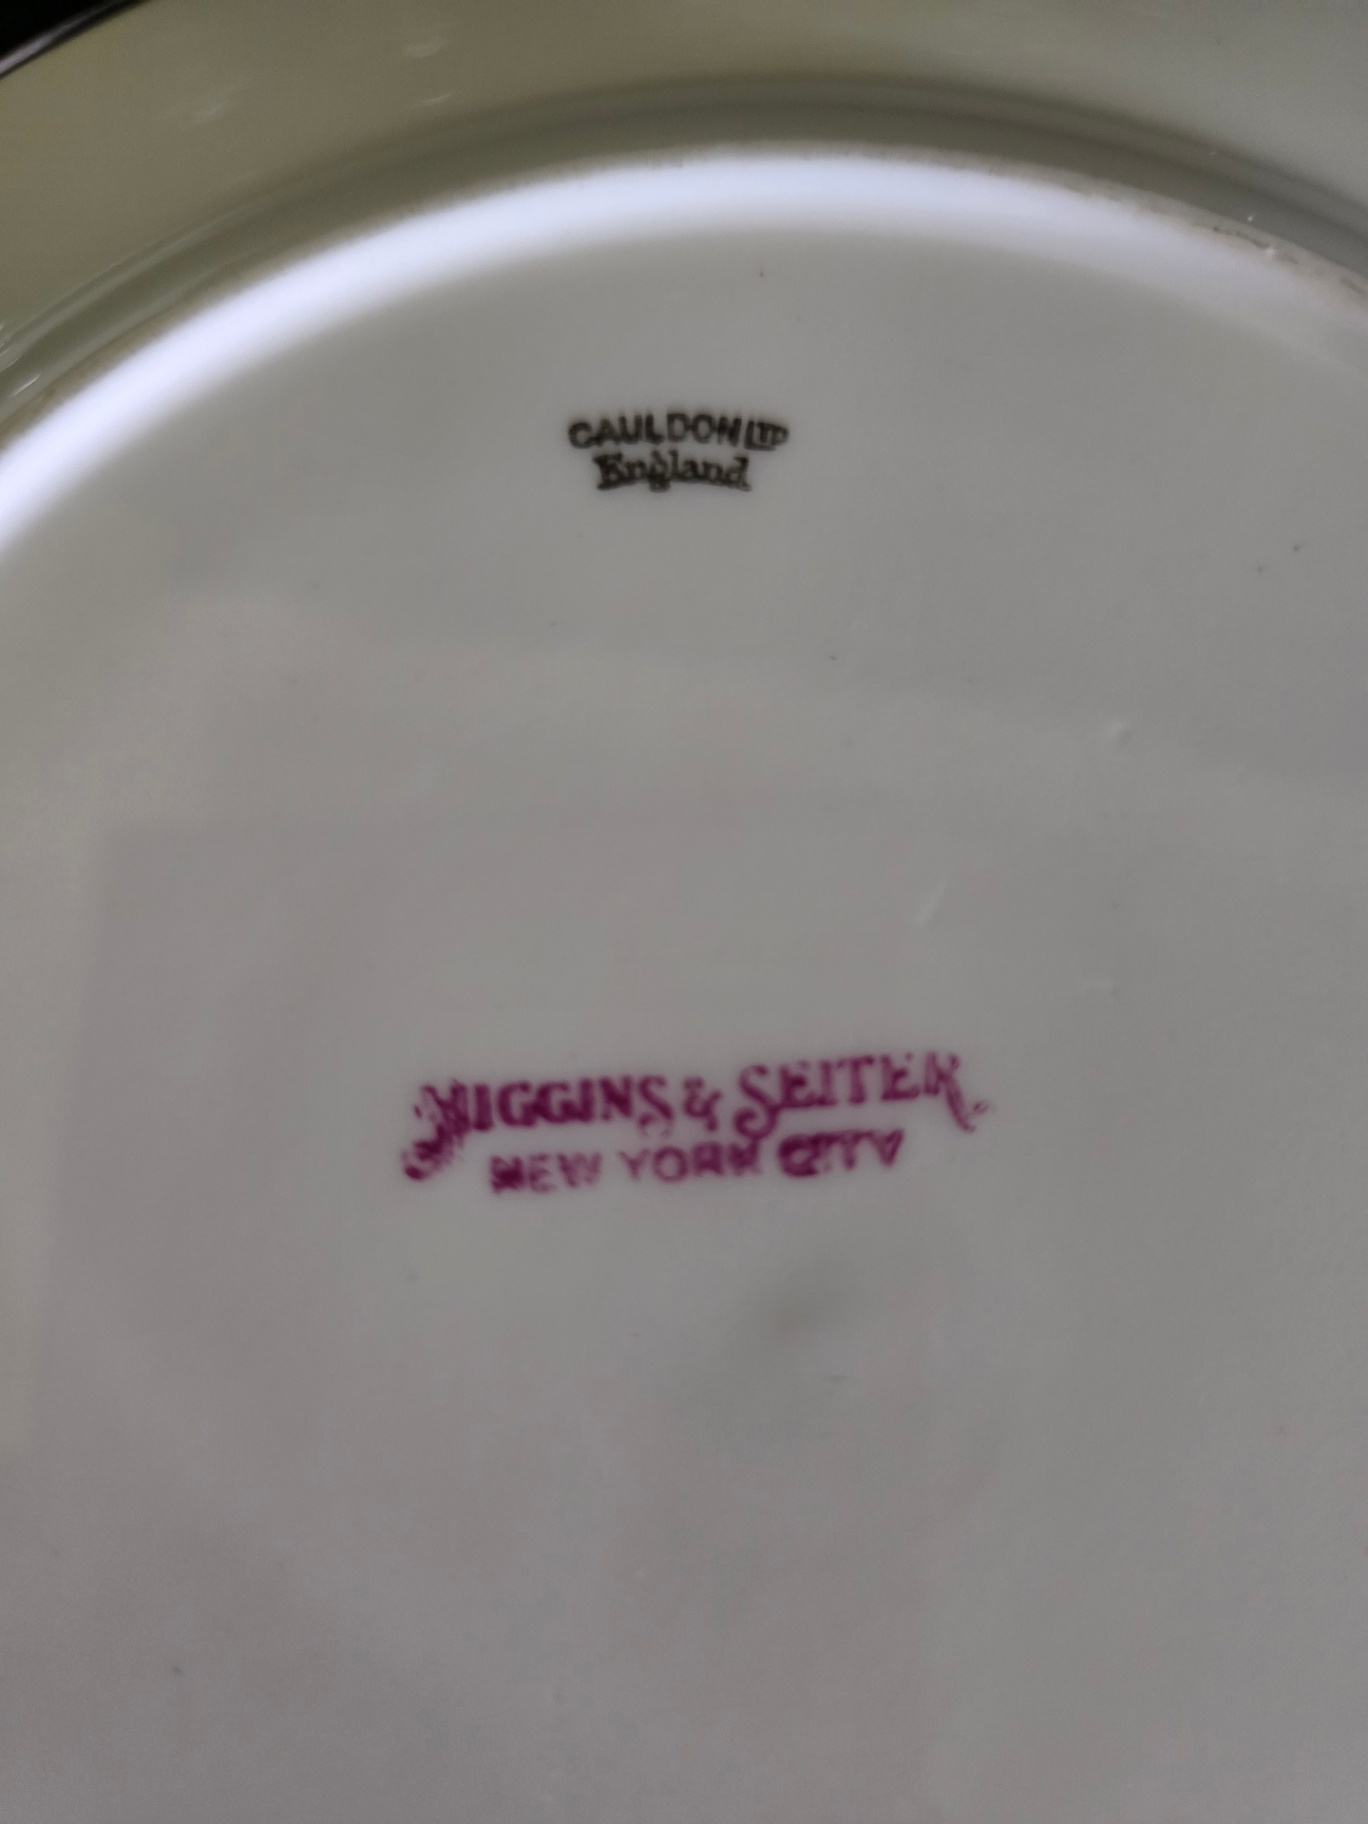 CAULDON LTD
England
HIGGINS & SEITER
NEW YORK CITY